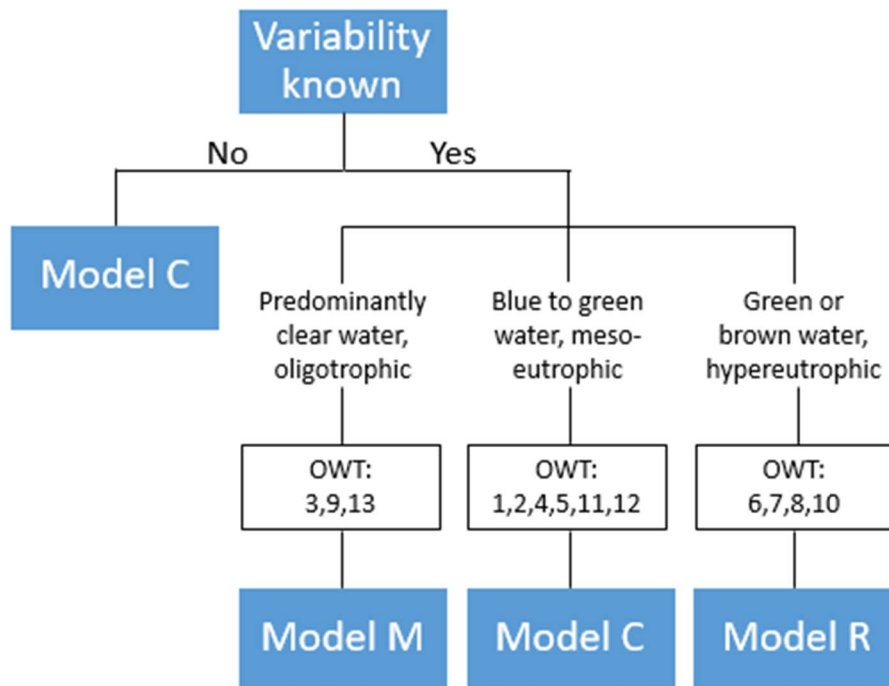 Variability
known
No
Yes
Model C
Predominantly
clear water,
oligotrophic
Blue to green
water, meso-
eutrophic
Green or
brown water,
hypereutrophic
OWT:
3,9,13
OWT:
1,2,4,5,11,12
OWT:
6,7,8,10
Model M
Model C
Model R